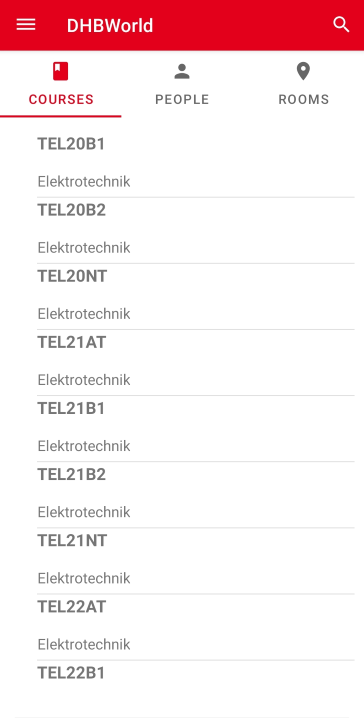 DHBWorld
COURSES PEOPLE ROOMS
TEL20B1
Elektrotechnik
TEL20B2
Elektrotechnik
TEL20NT
Elektrotechnik
TEL21AT
Elektrotechnik
TEL21B1
Elektrotechnik
TEL21B2
Elektrotechnik
TEL21NT
Elektrotechnik
TEL22AT
Elektrotechnik
TEL22B1